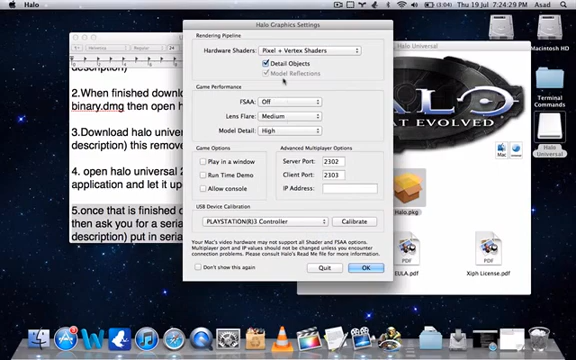 Halo
(3:04)
Thu 19 Jul 7:24:29 PM
Asad
Halo Graphics Settings
Rendering Pipeline
Hardware Shaders: Pixel + Vertex Shaders
Detail Objects
Model Reflections
Game Performance
FSAA: Off
Lens Flare: Medium
Model Detail: High
Game Options
Play in a window
Run Time Demo
Allow console
Advanced Multiplayer Options
Server Port: 2302
Client Port: 2303
IP Address:
USB Device Calibration
PLAYSTATION(R)3 Controller
Calibrate
Your Mac's video hardware may not support all Shader and FSAA options.
Multiplayer port and IP values should not be changed unless you encounter
connection problems. Please consult Halo's Read Me file for more information.
Don't show this again
Quit
OK
description)
2.When finished downlo
binary.dmg then open h
3.Download halo univer
description) this remove
4. open halo universal 2
application and let it up
5.once that is finished o
then ask you for a seria
description) put in seria
Halo Universal
HALO
AT EVOLVED
Mac
Universal
Halo.pkg
PDF
EULA.pdf
PDF
Xiph License.pdf
Macintosh HD
Terminal
Commands
Halo
Universal